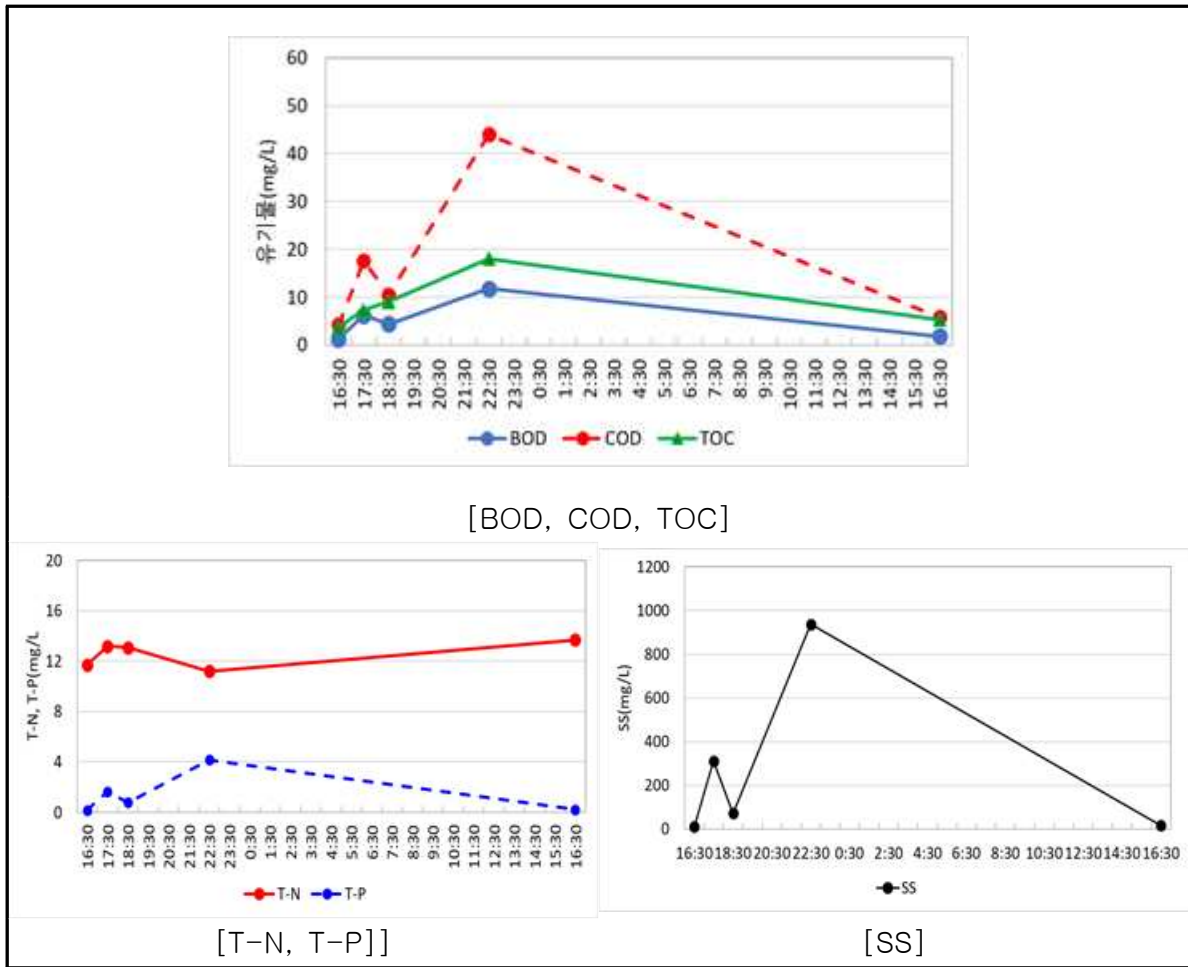 60
50
40
30
20
10
0
유기물(mg/L)
16:30 17:30 18:30 19:30 20:30 21:30 22:30 23:30 0:30 1:30 2:30 3:30 4:30 5:30 6:30 7:30 8:30 9:30 10:30 11:30 12:30 13:30 14:30 15:30 16:30
BOD COD TOC
[BOD, COD, TOC]
20
16
12
8
4
0
T-N, T-P(mg/L
16:30 17:30 18:30 19:30 20:30 21:30 22:30 23:30 0:30 1:30 2:30 3:30 4:30 5:30 6:30 7:30 8:30 9:30 10:30 11:30 12:30 13:30 14:30 15:30 16:30
T-N T-P
[T-N, T-P]]
1200
1000
800
600
400
200
0
SS(mg/L)
16:30 18:30 20:30 22:30 0:30 2:30 4:30 6:30 8:30 10:30 12:30 14:30 16:30
SS
[SS]